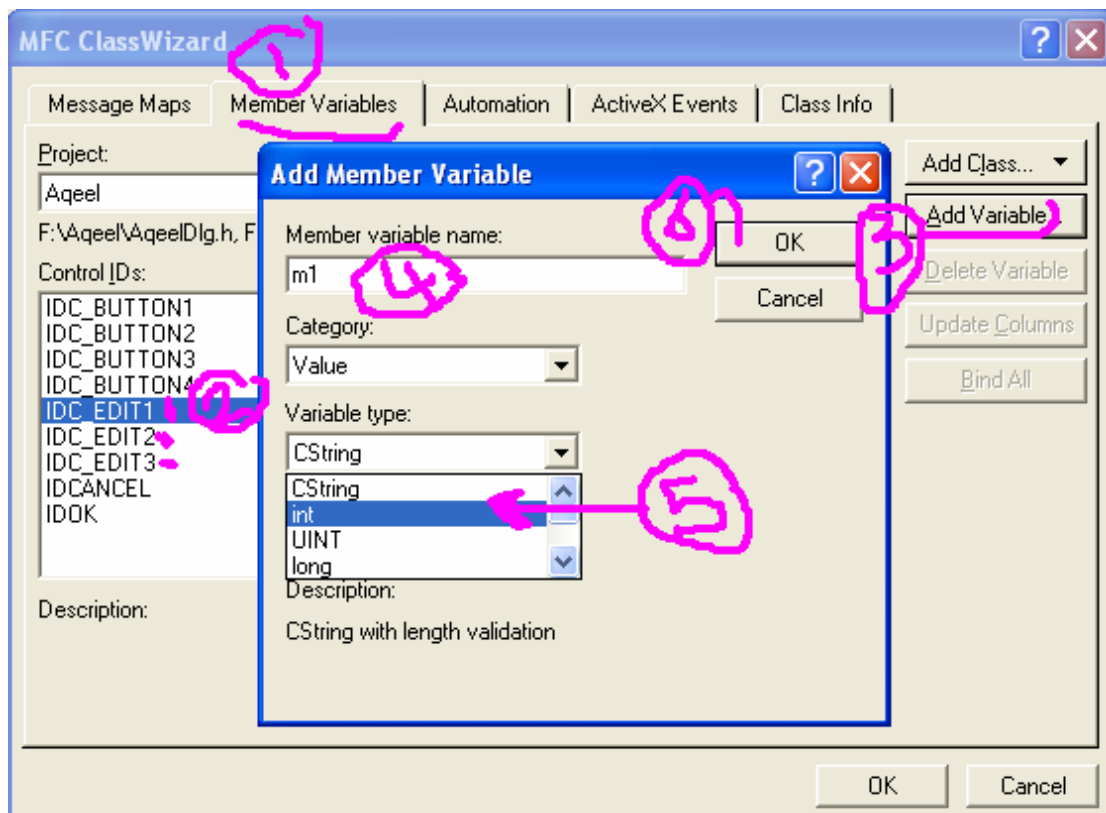 MFC ClassWizard
1
Message Maps
Member Variables
Automation
ActiveX Events
Class Info
Project:
Aqeel
F:\Aqeel\AqeelDlg.h, F
Control IDs:
IDC_BUTTON1
IDC_BUTTON2
IDC_BUTTON3
IDC_BUTTON4
IDC_EDIT1
IDC_EDIT2
IDC_EDIT3
IDCANCEL
IDOK
2
Description:
Add Member Variable
Member variable name:
m1
4
Category:
Value
Variable type:
CString
CString
int
UINT
long
5
Description:
CString with length validation
6
OK
Cancel
Add Class...
3
Add Variable
Delete Variable
Update Columns
Bind All
OK
Cancel